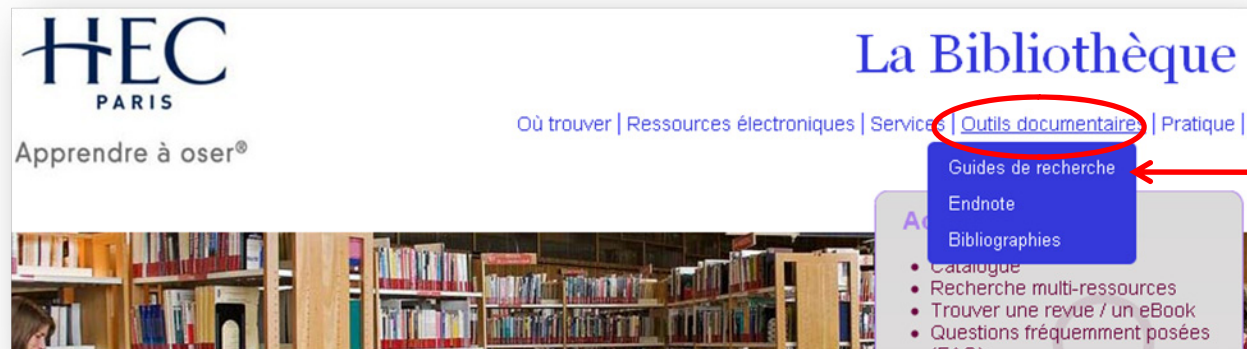 HEC
PARIS
Apprendre à oser®
La Bibliothèque
Où trouver | Ressources électroniques | Services | Outils documentaires | Pratique |
Guides de recherche
Endnote
Bibliographies
Catalogue
Recherche multi-ressources
Trouver une revue / un eBook
Questions fréquemment posées